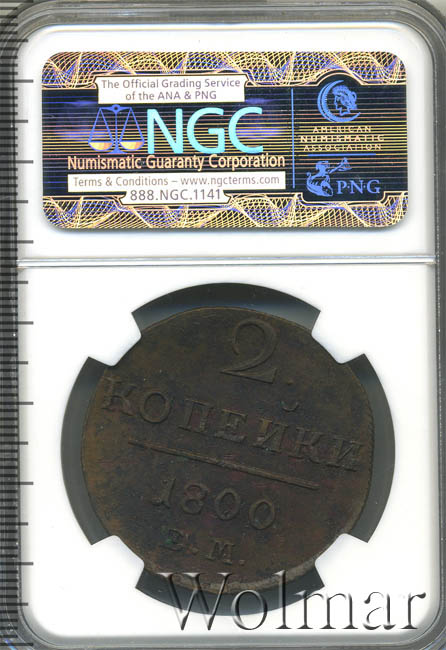 The Official Grading Service
of the ANA & PNG
NGC
Numismatic Guaranty Corporation
Terms & Conditions – www.ngcterms.com
888.NGC.1141
AMERICAN
NUMISMATIC
ASSOCIATION
P·N·G
2.
КОПЕЙКИ
1800
Е.М.
Wolmar